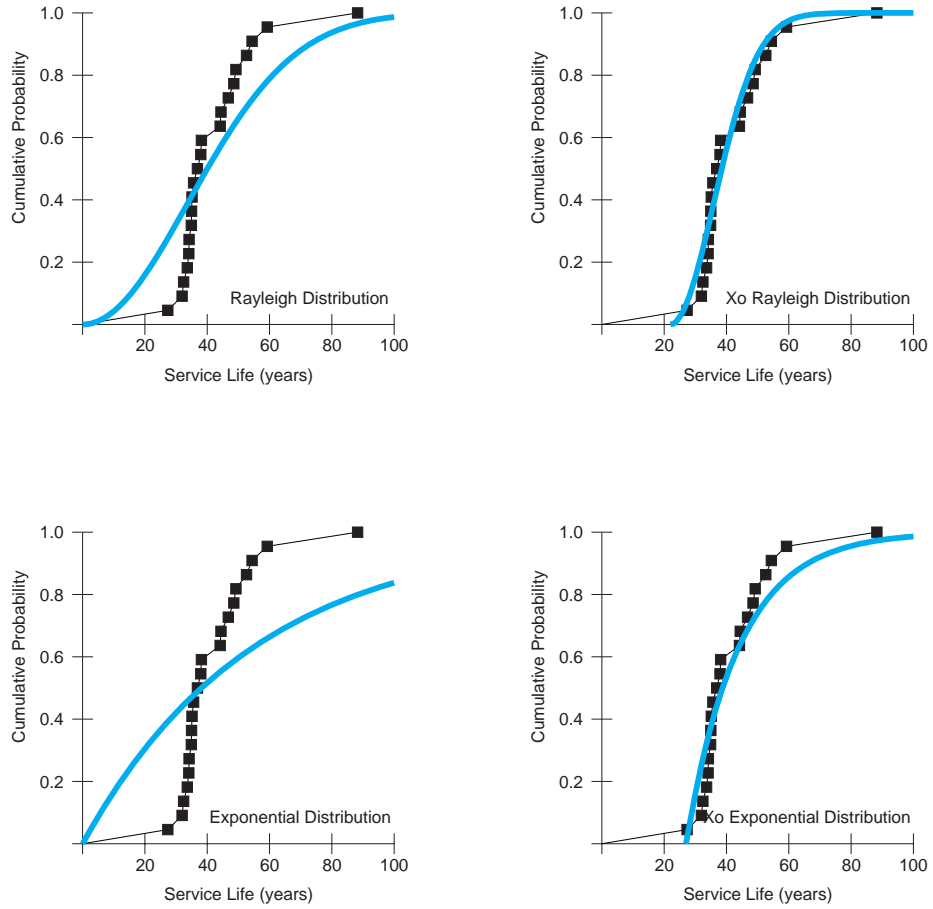 1.0
0.8
0.6
0.4
0.2
Cumulative Probability
Rayleigh Distribution
20 40 60 80 100
Service Life (years)
1.0
0.8
0.6
0.4
0.2
Cumulative Probability
Xo Rayleigh Distribution
20 40 60 80 100
Service Life (years)
1.0
0.8
0.6
0.4
0.2
Cumulative Probability
Exponential Distribution
20 40 60 80 100
Service Life (years)
1.0
0.8
0.6
0.4
0.2
Cumulative Probability
Xo Exponential Distribution
20 40 60 80 100
Service Life (years)